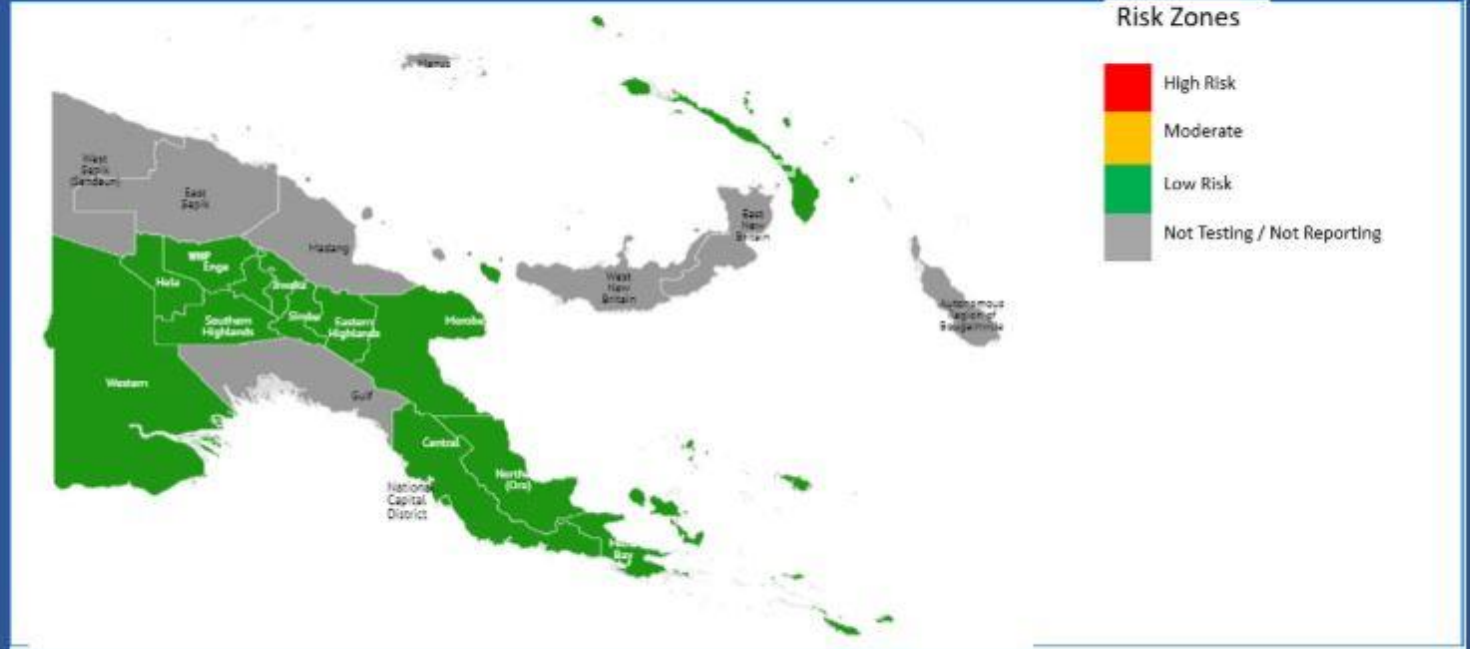 Risk Zones
High Risk
Moderate
Low Risk
Not Testing / Not Reporting
Manus
West
Sepik
(Sandaun)
East
Sepik
Madang
WHP
Enga
Hela
Jiwaka
Simbu
Southern
Highlands
Eastern
Highlands
Morobe
Western
Gulf
Central
National
Capital
District
North
(Oro)
Bay
West
New
Britain
East
New
Britain
Autonomous
Region of
Bougainville